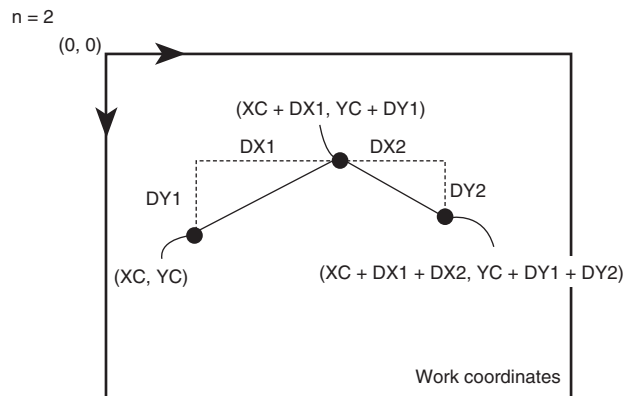 n = 2
(0, 0)
(XC + DX1, YC + DY1)
DX1
DX2
DY1
DY2
(XC, YC)
(XC + DX1 + DX2, YC + DY1 + DY2)
Work coordinates